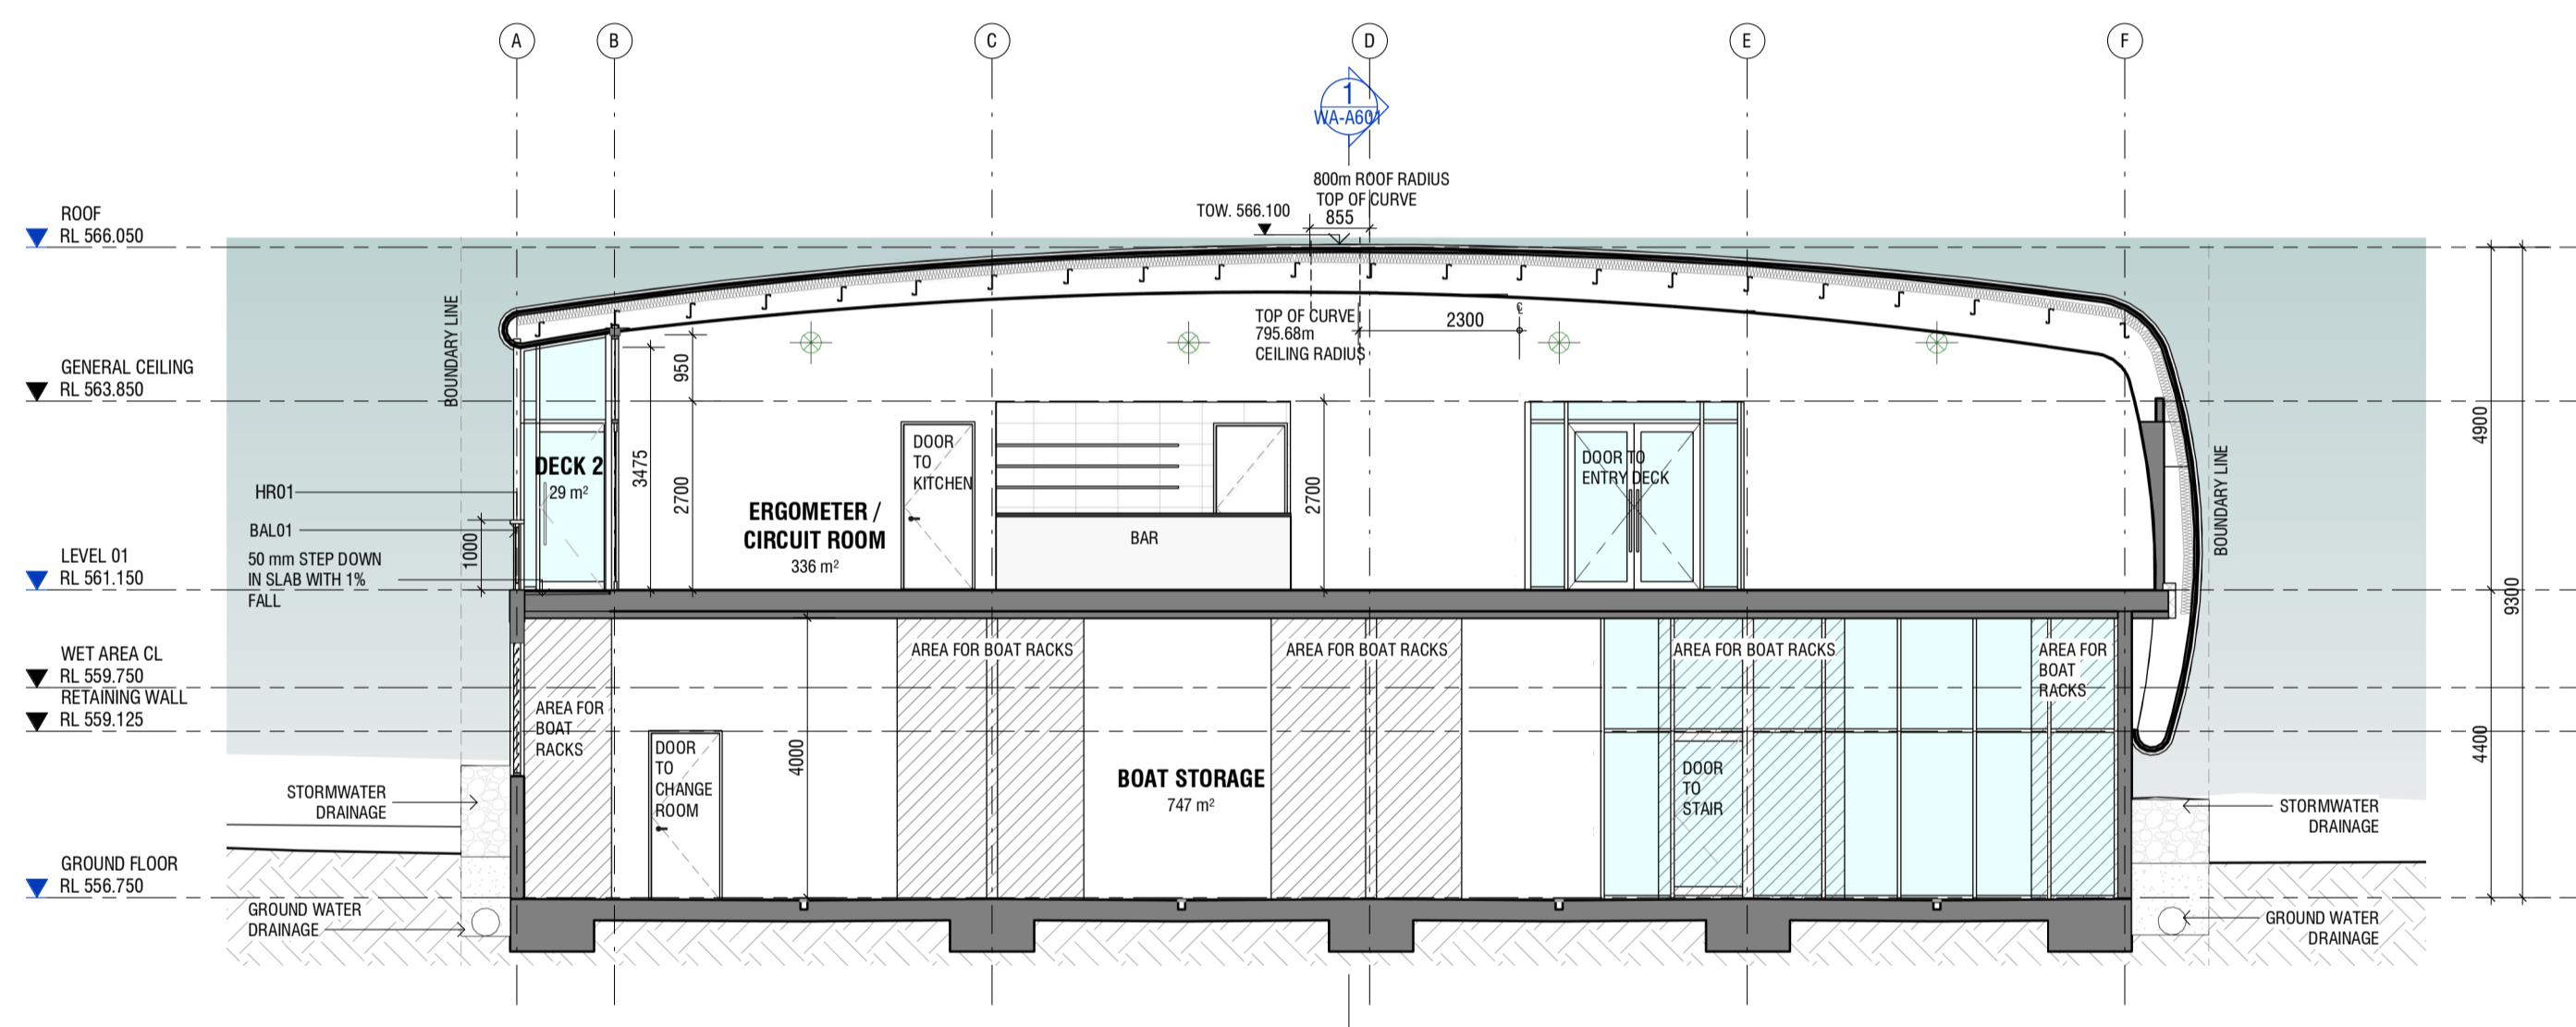 A
B
C
D
E
F
1
WA-A601
800m ROOF RADIUS
TOP OF CURVE
855
TOW. 566.100
ROOF
RL 566.050
BOUNDARY LINE
GENERAL CEILING
RL 563.850
950
3475
2700
TOP OF CURVE
795.68m
CEILING RADIUS
2300
℄
2700
4900
BOUNDARY LINE
HR01
BAL01
1000
LEVEL 01
RL 561.150
50 mm STEP DOWN
IN SLAB WITH 1%
FALL
DECK 2
29 m²
ERGOMETER /
CIRCUIT ROOM
336 m²
DOOR
TO
KITCHEN
BAR
DOOR TO
ENTRY DECK
9300
WET AREA CL
RL 559.750
RETAINING WALL
RL 559.125
AREA FOR
BOAT
RACKS
AREA FOR BOAT RACKS
AREA FOR BOAT RACKS
AREA FOR BOAT RACKS
AREA FOR
BOAT
RACKS
DOOR
TO
CHANGE
ROOM
4000
BOAT STORAGE
747 m²
DOOR
TO
STAIR
4400
STORMWATER
DRAINAGE
STORMWATER
DRAINAGE
GROUND FLOOR
RL 556.750
GROUND WATER
DRAINAGE
GROUND WATER
DRAINAGE